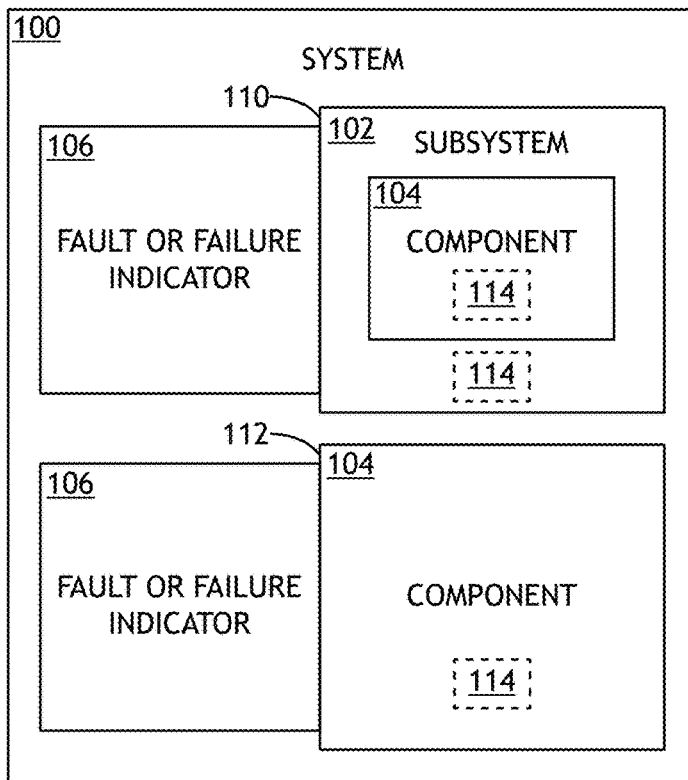 100
SYSTEM
110
106
FAULT OR FAILURE
INDICATOR
102
SUBSYSTEM
104
COMPONENT
114
114
112
106
FAULT OR FAILURE
INDICATOR
104
COMPONENT
114